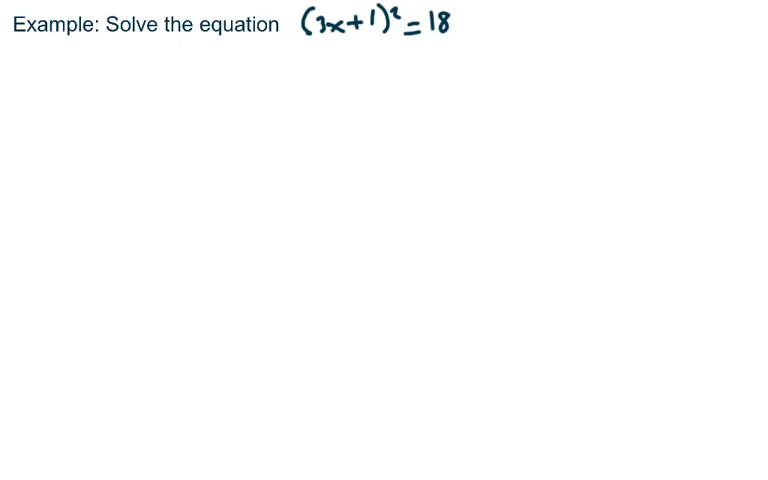 Example: Solve the equation (3x+1)² = 18